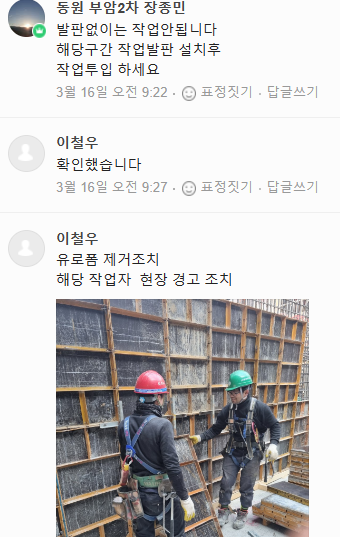 동원 부암2차 장종민
발판없이는 작업안됩니다
해당구간 작업발판 설치후
작업투입 하세요
3월 16일 오전 9:22 · 표정짓기 · 답글쓰기
이철우
확인했습니다
3월 16일 오전 9:27 · 표정짓기 · 답글쓰기
이철우
유로폼 제거조치
해당 작업자 현장 경고 조치